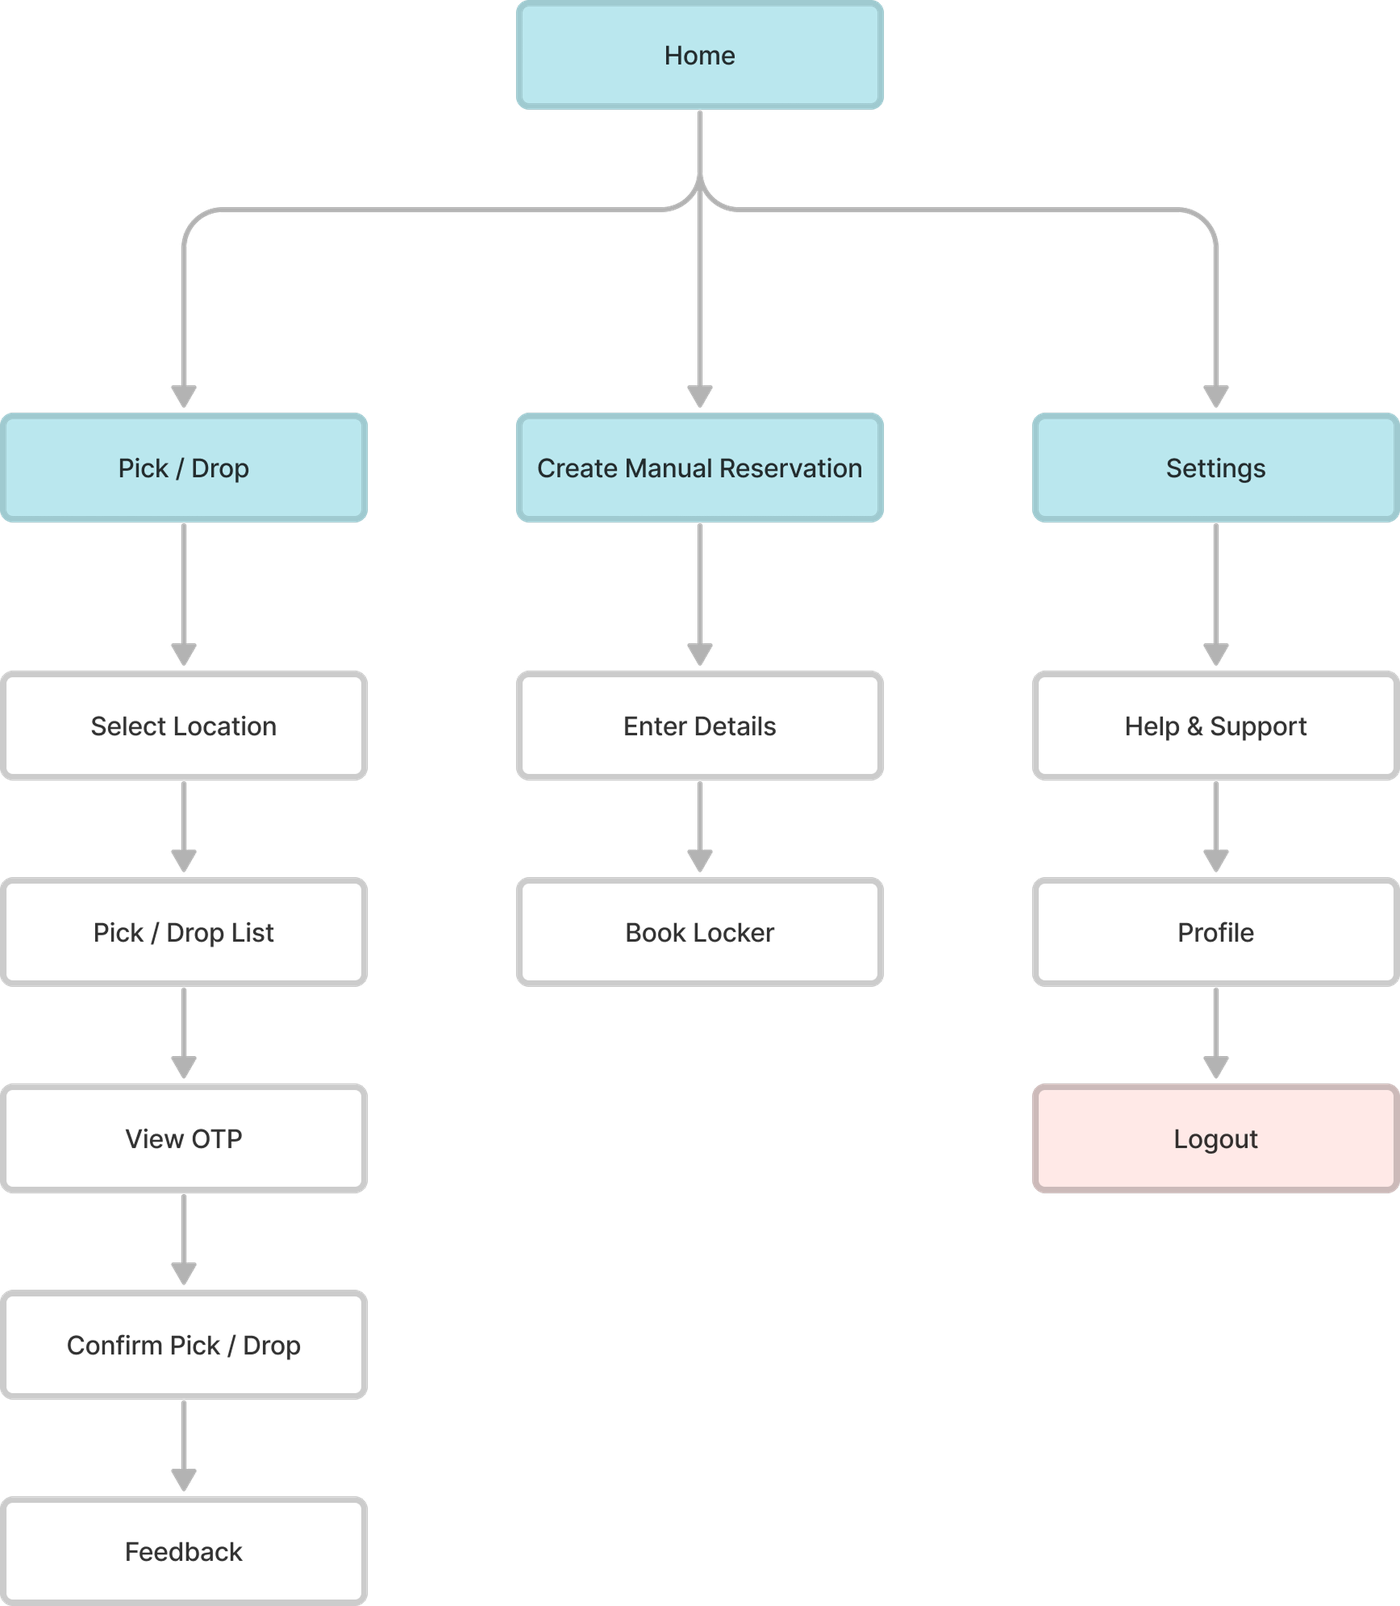 Home
Pick / Drop
Create Manual Reservation
Settings
Select Location
Enter Details
Help & Support
Pick / Drop List
Book Locker
Profile
View OTP
Logout
Confirm Pick / Drop
Feedback